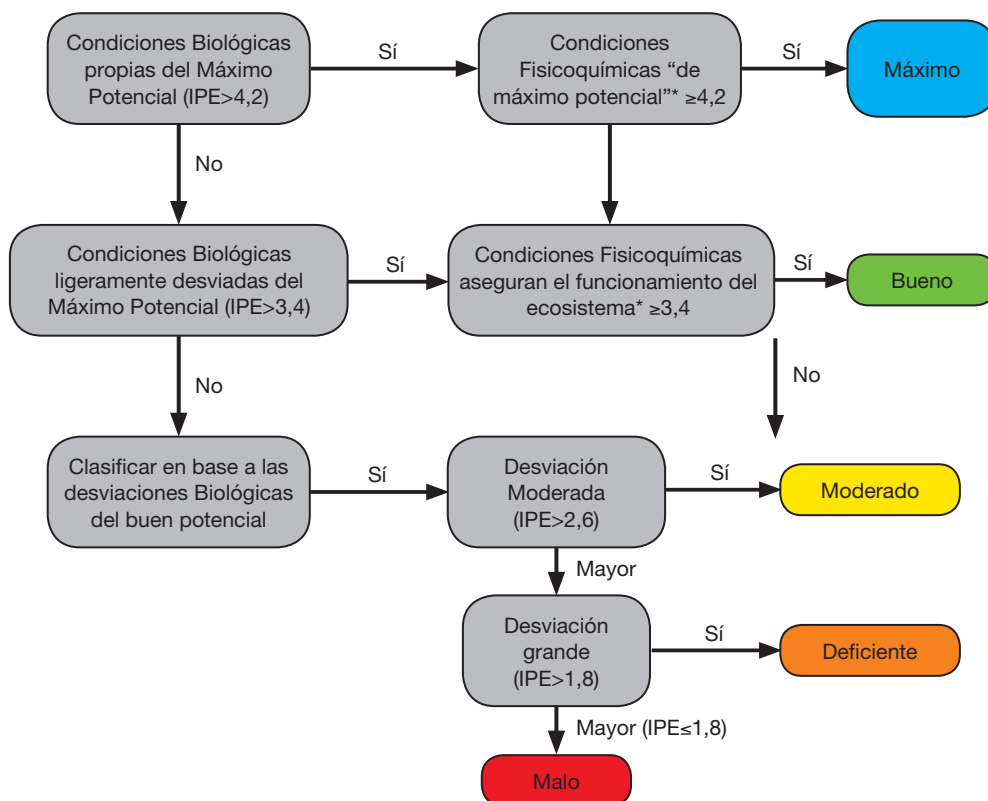 Condiciones Biológicas
propias del Máximo
Potencial (IPE>4,2)
Sí
Condiciones
Fisicoquímicas “de
máximo potencial”* ≥4,2
Sí
Máximo
No
Condiciones Biológicas
ligeramente desviadas del
Máximo Potencial (IPE>3,4)
Sí
Condiciones Fisicoquímicas
aseguran el funcionamiento del
ecosistema* ≥3,4
Sí
Bueno
No
No
Clasificar en base a las
desviaciones Biológicas
del buen potencial
Sí
Desviación
Moderada
(IPE>2,6)
Sí
Moderado
Mayor
Desviación
grande
(IPE>1,8)
Sí
Deficiente
Mayor (IPE≤1,8)
Malo